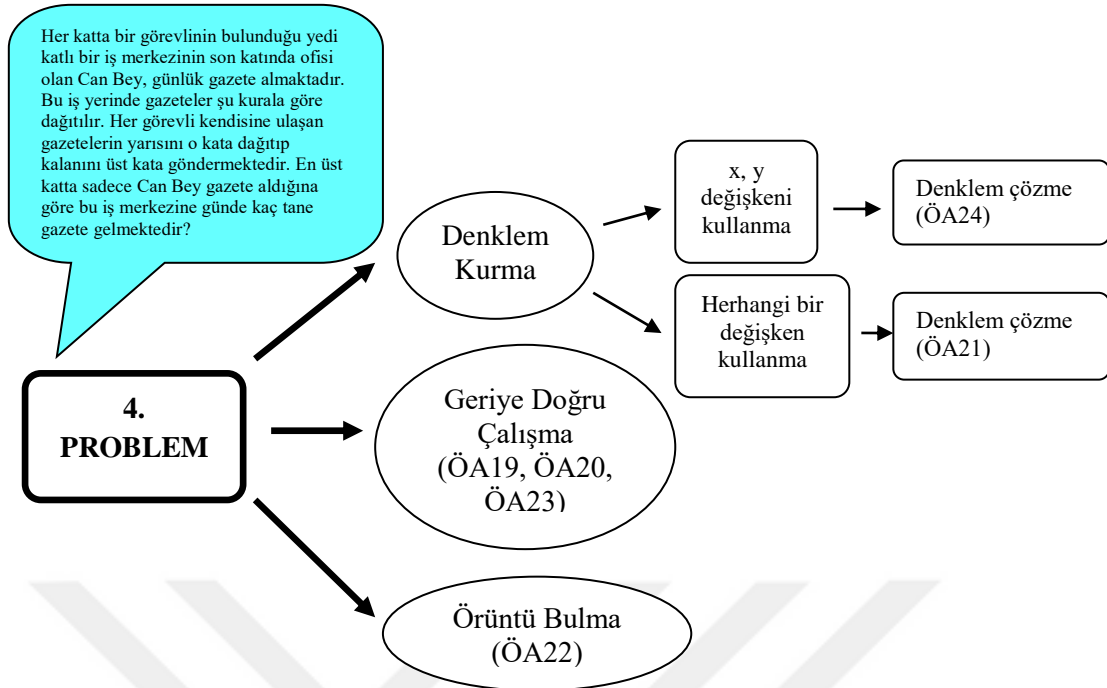 Her katta bir görevlinin bulunduğu yedi
katlı bir iş merkezinin son katında ofisi
olan Can Bey, günlük gazete almaktadır.
Bu iş yerinde gazeteler şu kurala göre
dağıtılır. Her görevli kendisine ulaşan
gazetelerin yarısını o kata dağıtıp
kalanını üst kata göndermektedir. En üst
katta sadece Can Bey gazete aldığına
göre bu iş merkezine günde kaç tane
gazete gelmektedir?
4.
PROBLEM
Denklem
Kurma
x, y
değişkeni
kullanma
Denklem çözme
(ÖA24)
Herhangi bir
değişken
kullanma
Denklem çözme
(ÖA21)
Geriye Doğru
Çalışma
(ÖA19, ÖA20,
ÖA23)
Örüntü Bulma
(ÖA22)